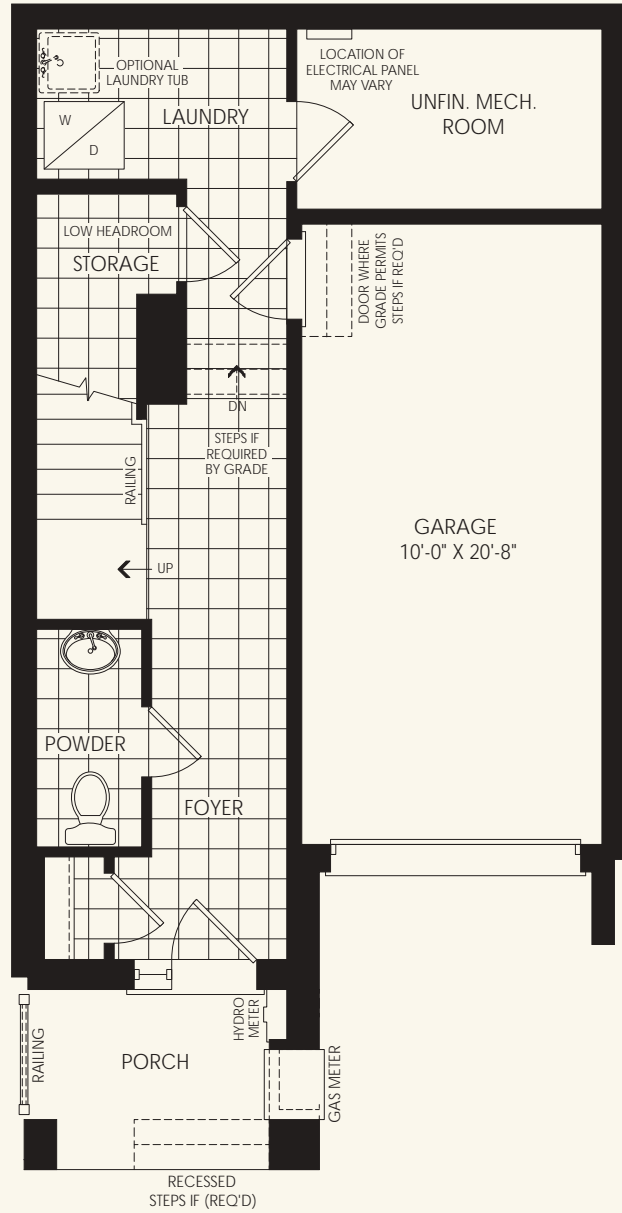 OPTIONAL
LAUNDRY TUB
W
D
LAUNDRY
LOCATION OF
ELECTRICAL PANEL
MAY VARY
UNFIN. MECH.
ROOM
LOW HEADROOM
STORAGE
DOOR WHERE
GRADE PERMITS
STEPS IF REQ'D
DN
STEPS IF
REQUIRED
BY GRADE
RAILING
UP
GARAGE
10'-0" X 20'-8"
POWDER
FOYER
HYDRO
METER
RAILING
PORCH
GAS METER
RECESSED
STEPS IF (REQ'D)